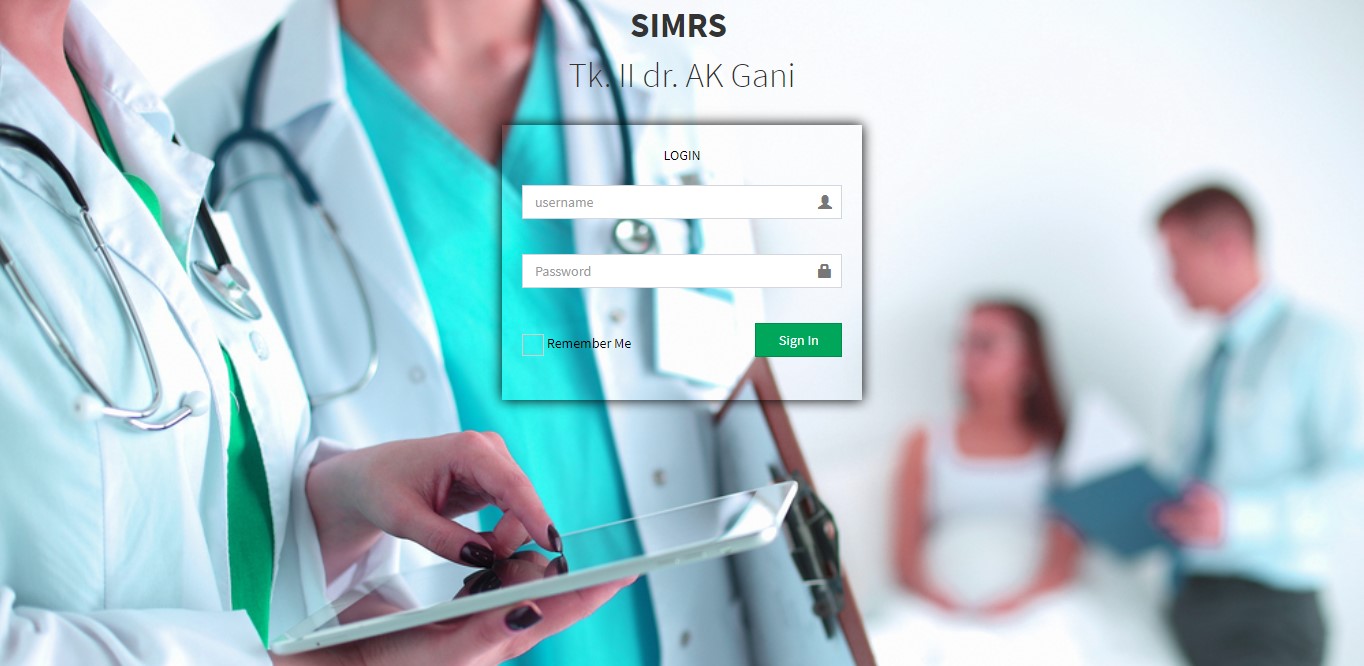 SIMRS
Tk. II dr. AK Gani
LOGIN
username
Password
Remember Me
Sign In